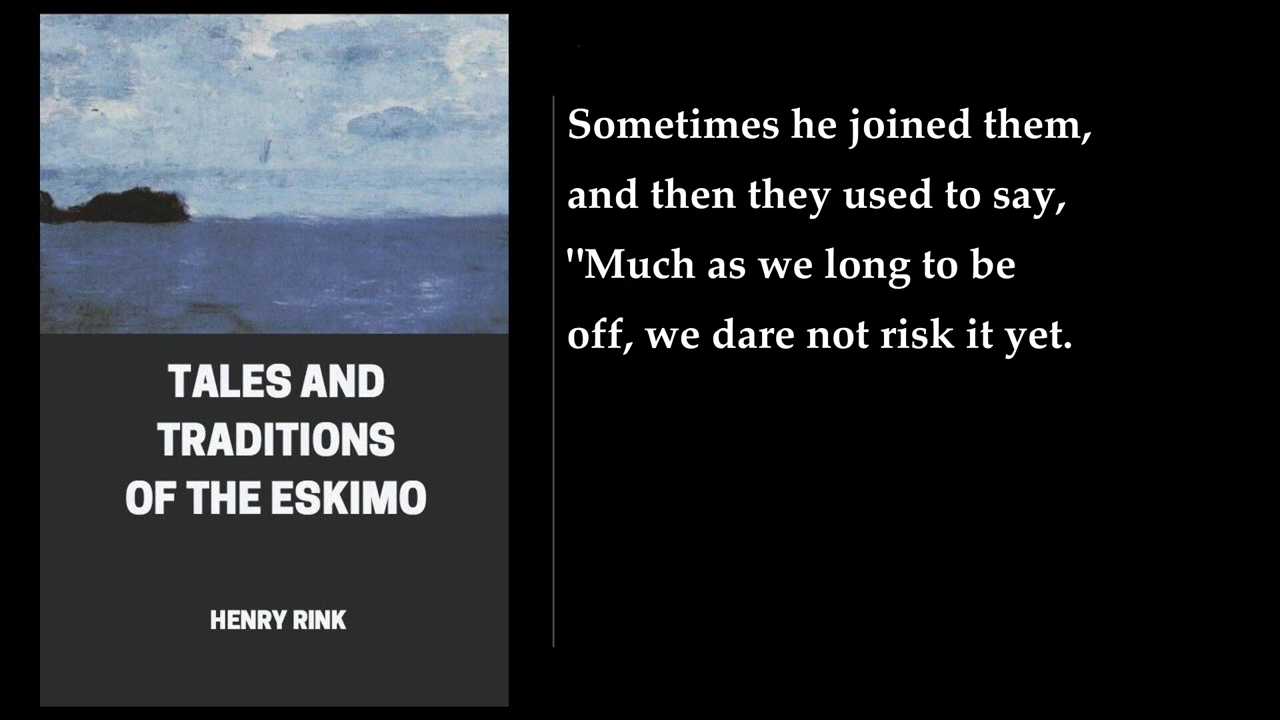 TALES AND
TRADITIONS
OF THE ESKIMO
HENRY RINK
Sometimes he joined them,
and then they used to say,
"Much as we long to be
off, we dare not risk it yet.